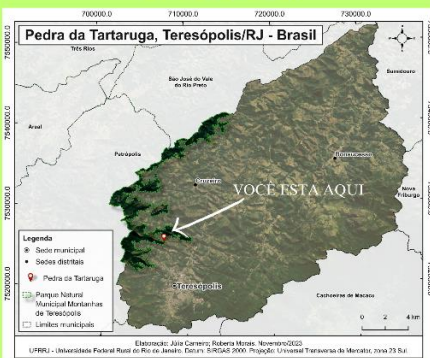 700000.0 710000.0 720000.0 730000.0
Pedra da Tartaruga, Teresópolis/RJ - Brasil
Três Rios
São José do Vale
do Rio Preto
Sumidouro
Areal
Petrópolis
Cruzeiro
Bonsucesso
VOCÊ ESTA AQUI
Nova
Friburgo
Legenda
Sede municipal
Sedes distritais
Pedra da Tartaruga
Parque Natural
Municipal Montanhas
de Teresópolis
Limites municipais
Teresópolis
Cachoeiras de Macacu
0 2 4 km
7540000.0
7530000.0
7520000.0
Elaboração: Júlia Carneiro; Roberta Morais. Novembro/2023
UFRRJ - Universidade Federal Rural do Rio de Janeiro. Datum: SIRGAS 2000. Projeção: Universal Transversa de Mercator, zona 23 Sul.